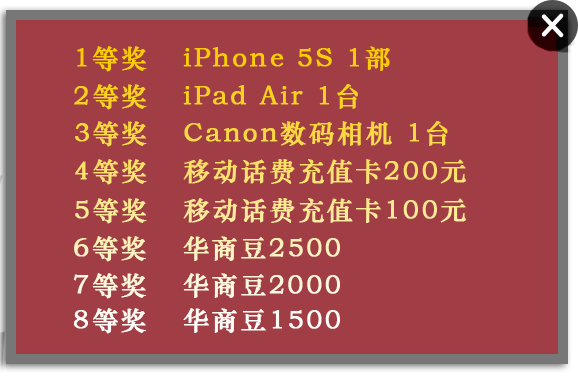 1等奖 iPhone 5S 1部
2等奖 iPad Air 1台
3等奖 Canon数码相机 1台
4等奖 移动话费充值卡200元
5等奖 移动话费充值卡100元
6等奖 华商豆2500
7等奖 华商豆2000
8等奖 华商豆1500